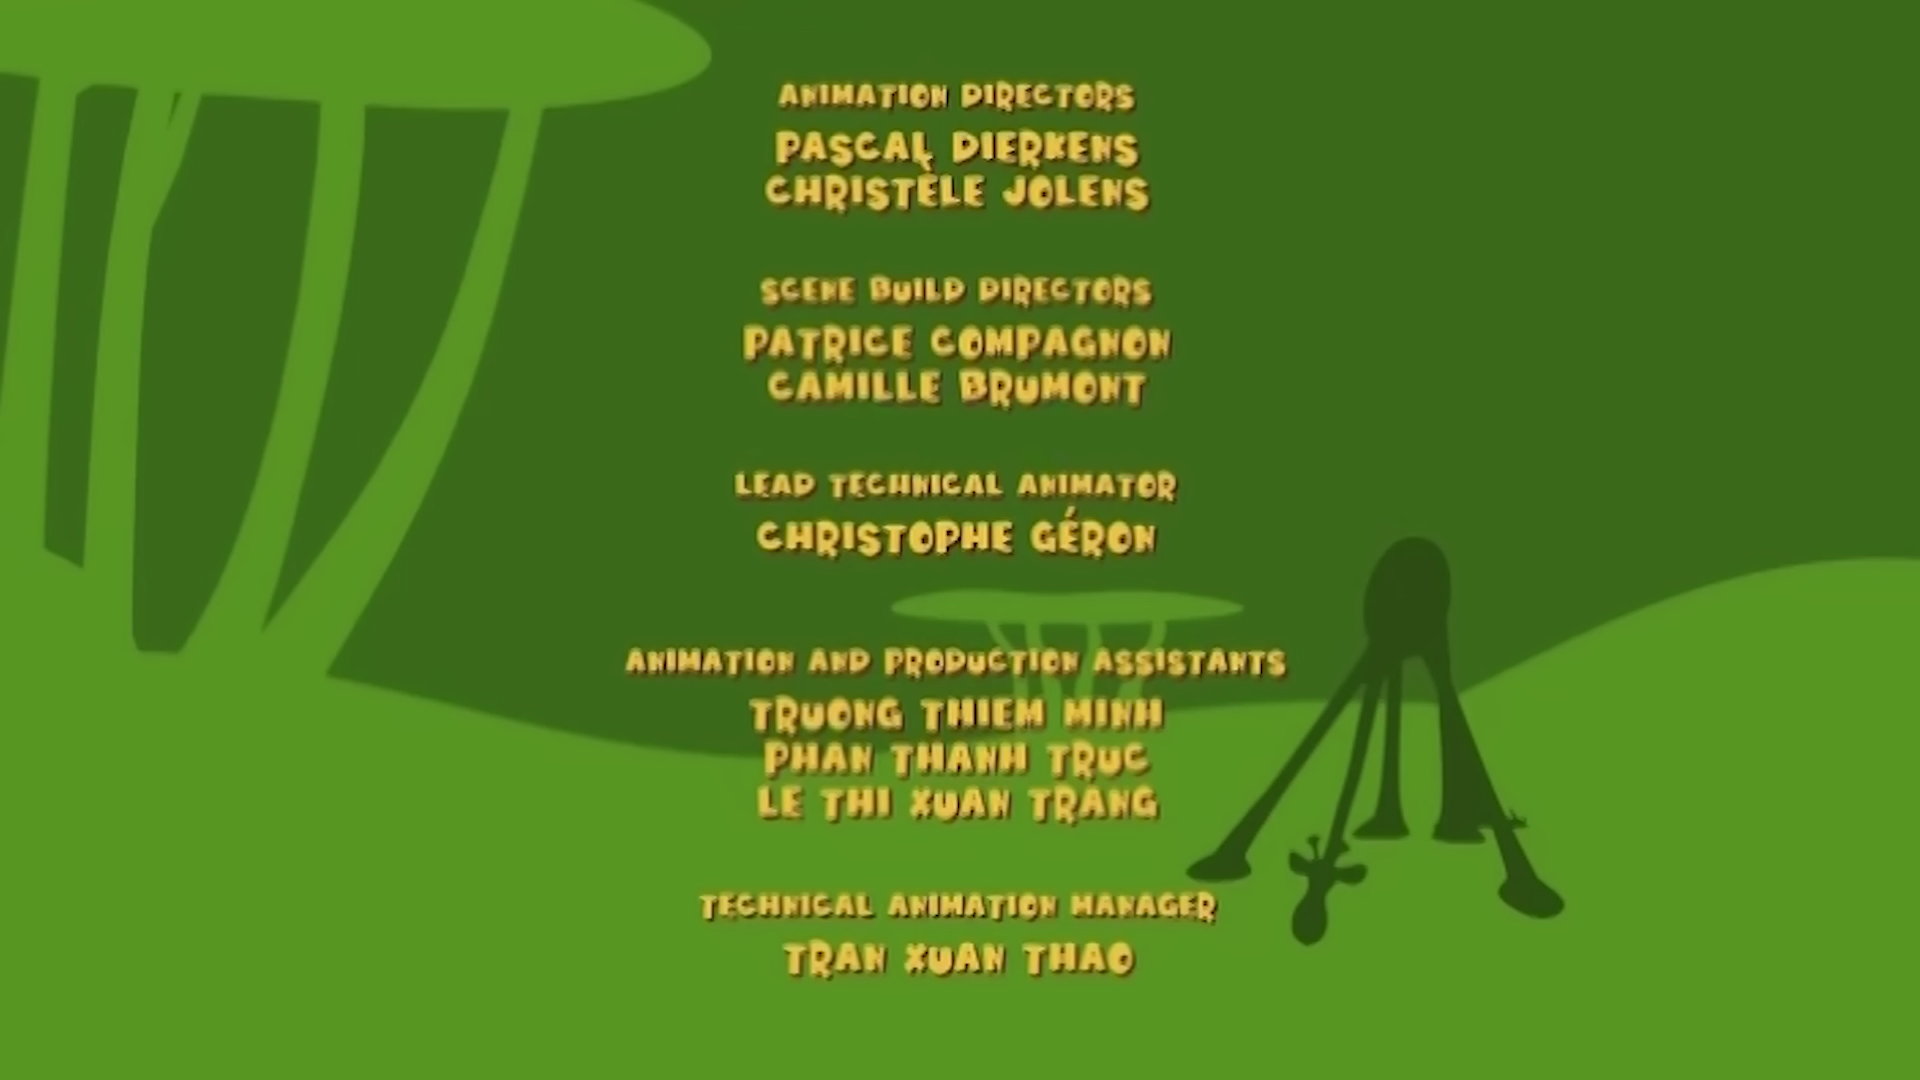 ANIMATION DIRECTORS
PASCAL DIERKENS
CHRISTÈLE JOLENS
SCENE BUILD DIRECTORS
PATRICE COMPAGNON
CAMILLE BRUMONT
LEAD TECHNICAL ANIMATOR
CHRISTOPHE GÉRON
ANIMATION AND PRODUCTION ASSISTANTS
TRUONG THIEM MINH
PHAN THANH TRUC
LE THI XUAN TRANG
TECHNICAL ANIMATION MANAGER
TRAN XUAN THAO